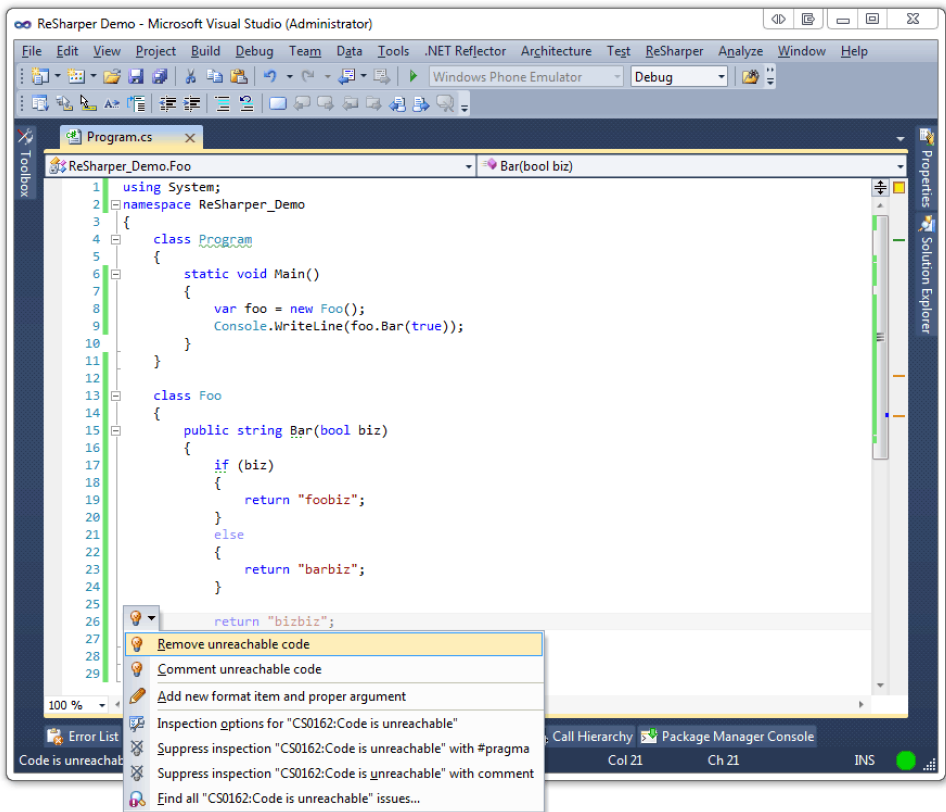 ReSharper Demo - Microsoft Visual Studio (Administrator)
File Edit View Project Build Debug Team Data Tools .NET Reflector Architecture Test ReSharper Analyze Window Help
Windows Phone Emulator Debug
Toolbox
Program.cs
Properties
Solution Explorer
ReSharper_Demo.Foo Bar(bool biz)
1 using System;
2 namespace ReSharper_Demo
3 {
4 class Program
5 {
6 static void Main()
7 {
8 var foo = new Foo();
9 Console.WriteLine(foo.Bar(true));
10 }
11 }
12
13 class Foo
14 {
15 public string Bar(bool biz)
16 {
17 if (biz)
18 {
19 return "foobiz";
20 }
21 else
22 {
23 return "barbiz";
24 }
25
26 return "bizbiz";
27
28
29
Remove unreachable code
Comment unreachable code
Add new format item and proper argument
Inspection options for "CS0162:Code is unreachable"
Suppress inspection "CS0162:Code is unreachable" with #pragma
Suppress inspection "CS0162:Code is unreachable" with comment
Find all "CS0162:Code is unreachable" issues...
100 %
Error List Call Hierarchy Package Manager Console
Code is unreachab Col 21 Ch 21 INS